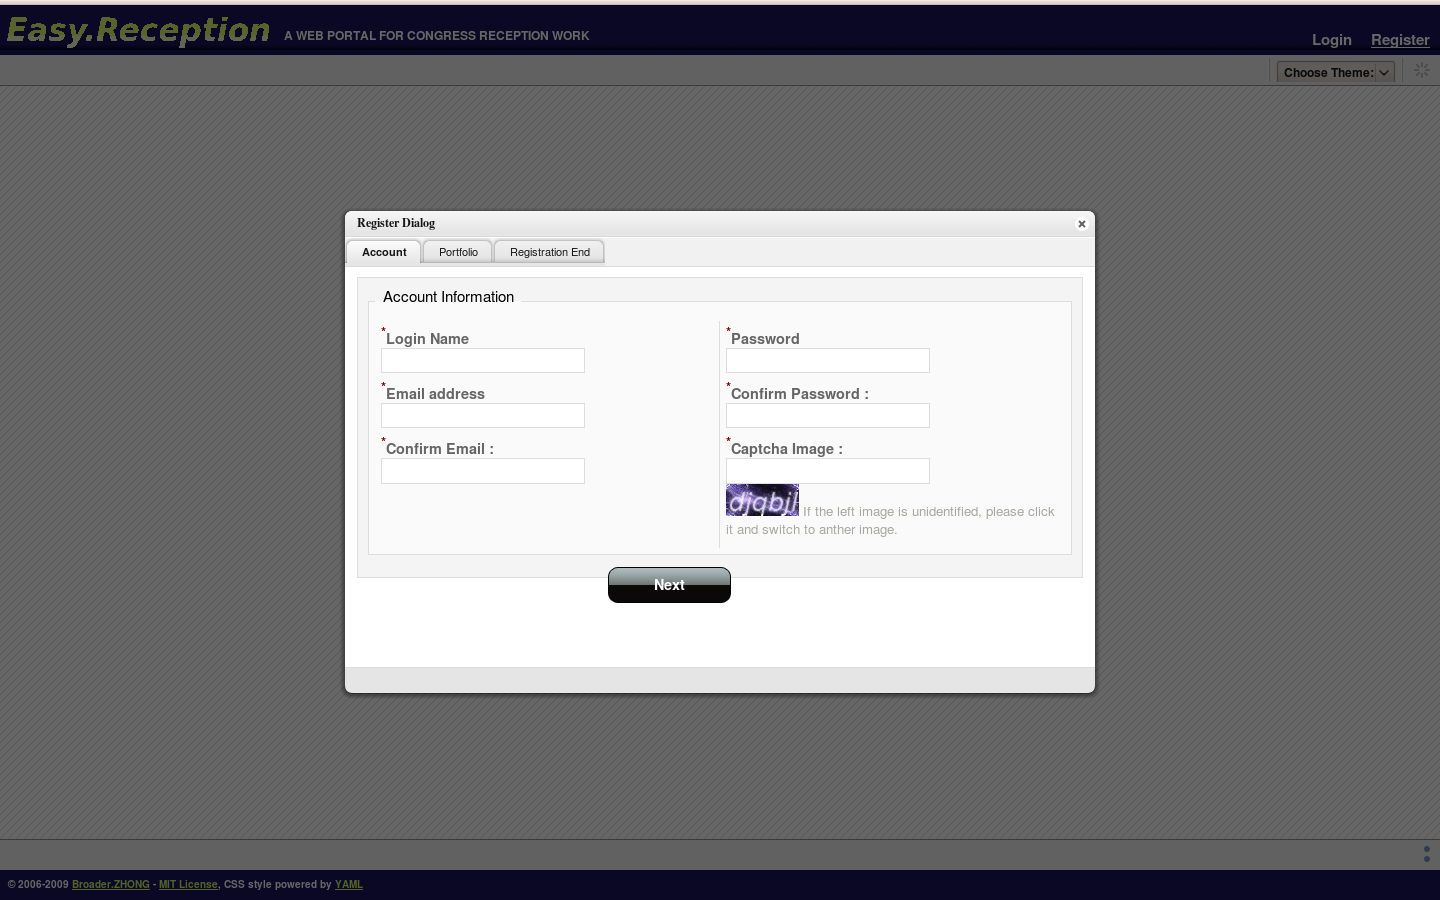 Easy.Reception A WEB PORTAL FOR CONGRESS RECEPTION WORK
Login Register
Choose Theme:
Register Dialog
Account Portfolio Registration End
Account Information
*Login Name
*Password
*Email address
*Confirm Password :
*Confirm Email :
*Captcha Image :
If the left image is unidentified, please click
it and switch to anther image.
Next
© 2006-2009 Broader.ZHONG - MIT License, CSS style powered by YAML